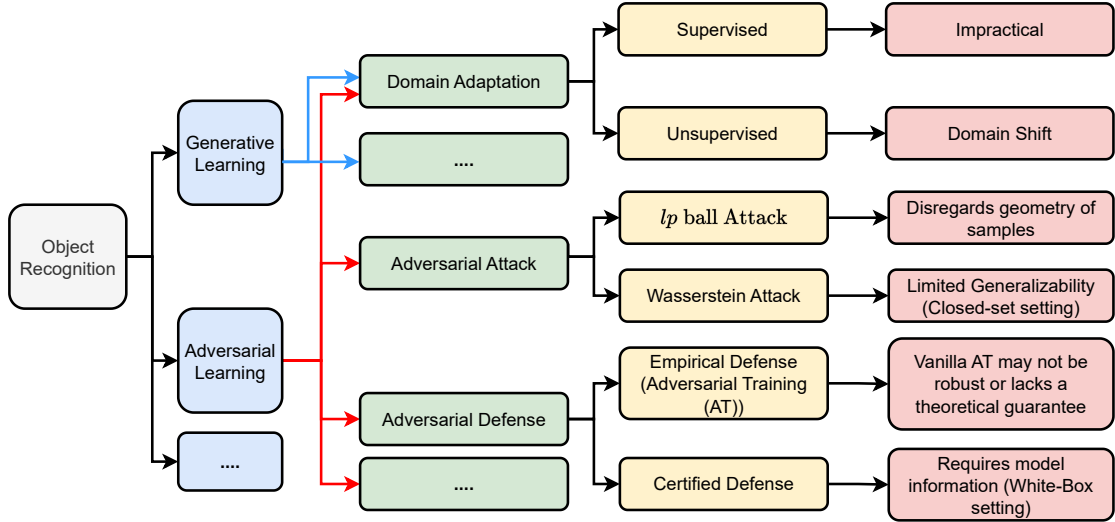 Object
Recognition
Generative
Learning
Adversarial
Learning
....
Domain Adaptation
....
Adversarial Attack
Adversarial Defense
....
Supervised
Unsupervised
lp ball Attack
Wasserstein Attack
Empirical Defense
(Adversarial Training
(AT))
Certified Defense
Impractical
Domain Shift
Disregards geometry of
samples
Limited Generalizability
(Closed-set setting)
Vanilla AT may not be
robust or lacks a
theoretical guarantee
Requires model
information (White-Box
setting)